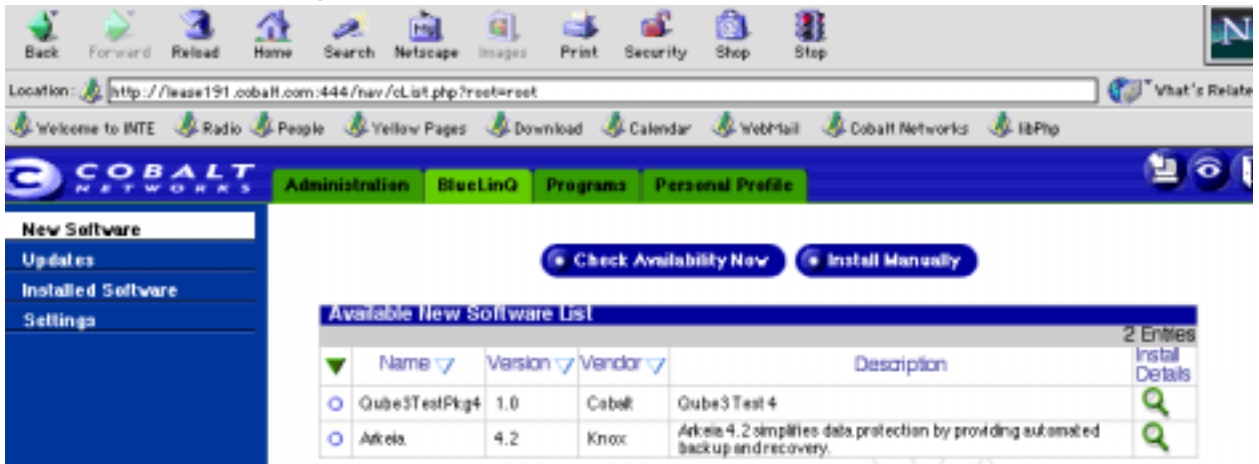 Back Forward Reload Home Search Netscape Images Print Security Shop Stop
N
Location: http://lease191.cobalt.com:444/nav/cList.php?root=root What's Relate
Welcome to INTE Radio People Yellow Pages Download Calendar WebMail Cobalt Networks libPhp
COBALT
NETWORKS
Administration BlueLinQ Programs Personal Profile
New Software
Updates
Installed Software
Settings
Check Availability Now Install Manually
Available New Software List
2 Entries
Name Version Vendor Description Install Details
Qube3TestPkg4 1.0 Cobalt Qube3Test 4
Arkeia 4.2 Knox Arkeia 4.2 simplifies data protection by providing automated
backup and recovery.